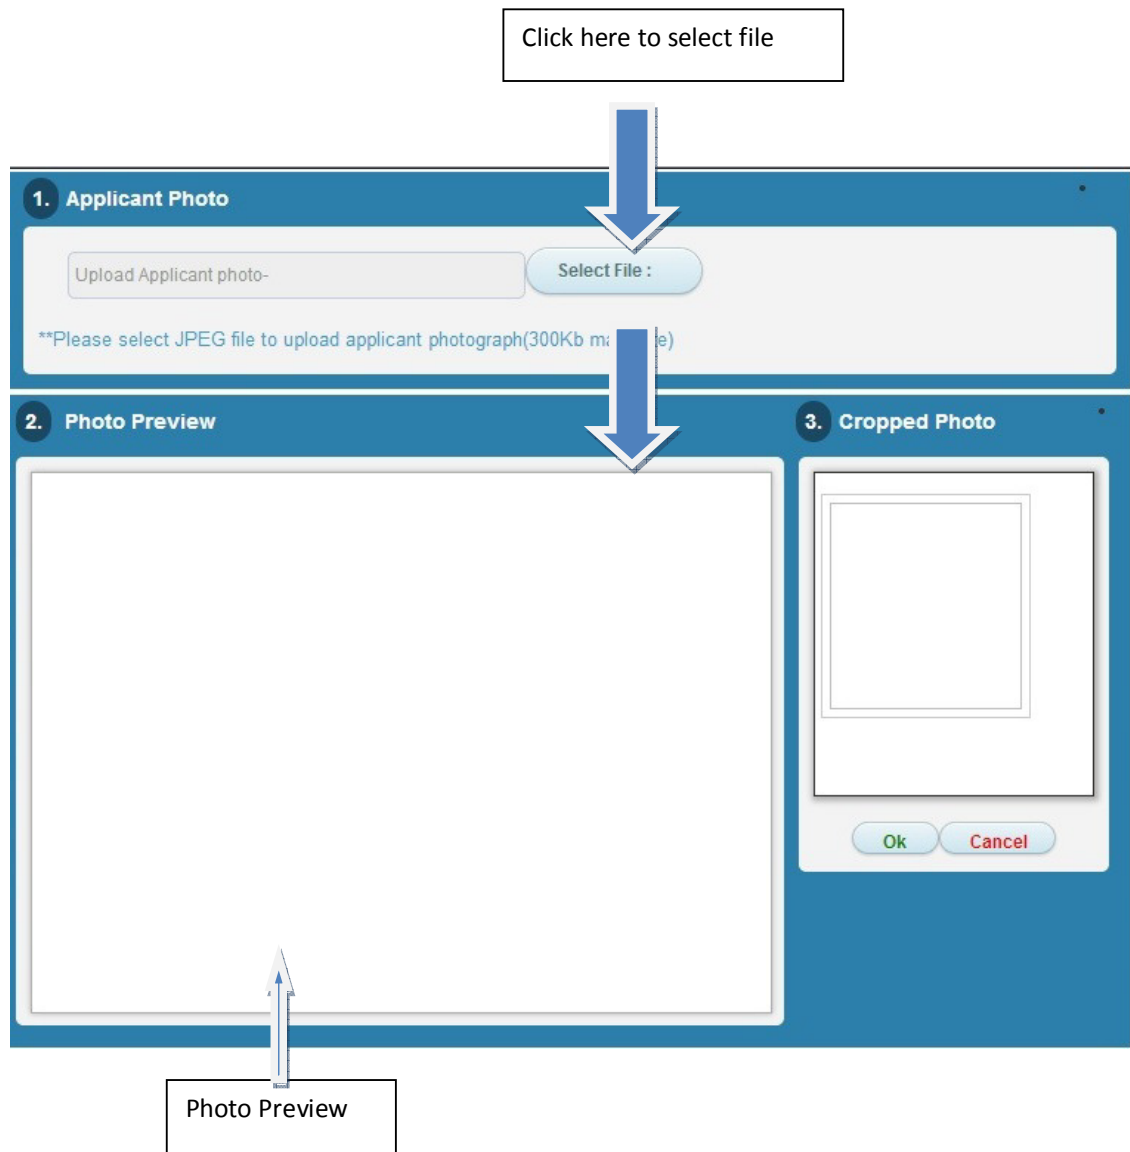 Click here to select file
1. Applicant Photo
Upload Applicant photo-
Select File :
**Please select JPEG file to upload applicant photograph(300Kb
2. Photo Preview
3. Cropped Photo
Ok
Cancel
Photo Preview